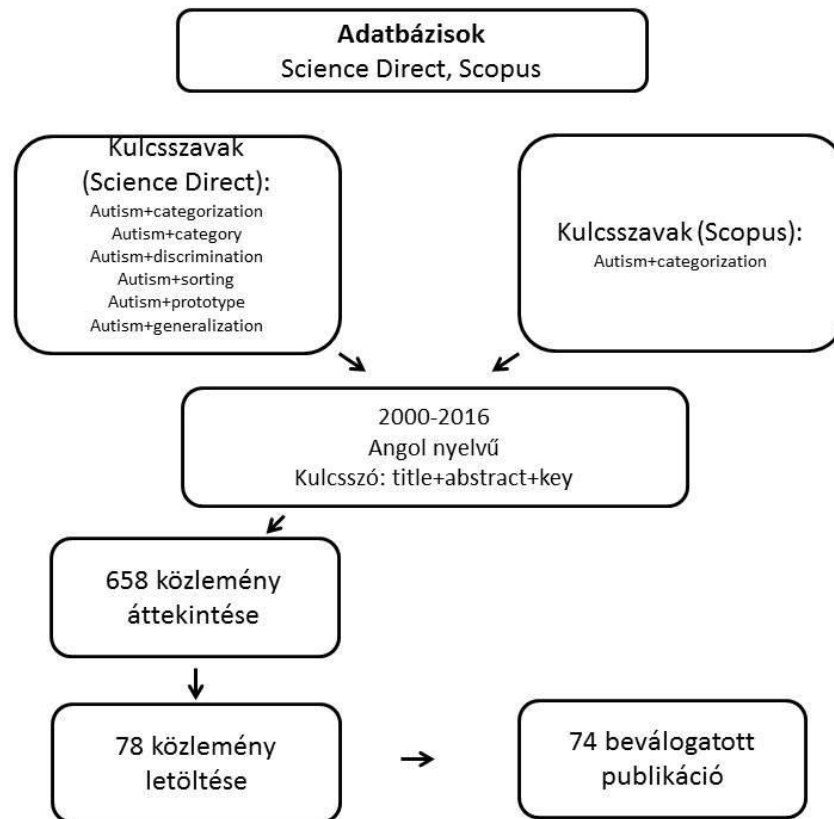 Adatbázisok
Science Direct, Scopus
Kulcsszavak
(Science Direct):
Autism+categorization
Autism+category
Autism+discrimination
Autism+sorting
Autism+prototype
Autism+generalization
Kulcsszavak (Scopus):
Autism+categorization
2000-2016
Angol nyelvű
Kulcsszó: title+abstract+key
658 közlemény
áttekintése
78 közlemény
letöltése
74 beválogatott
publikáció